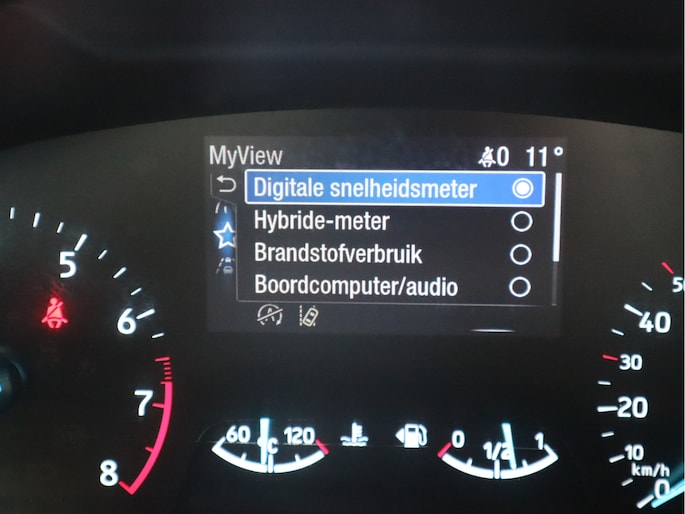 MyView 0 11°
Digitale snelheidsmeter
Hybride-meter
Brandstofverbruik
Boordcomputer/audio
5
6
7
8
60 °C 120
0 1/2 1
50
40
30
20
10
km/h
0